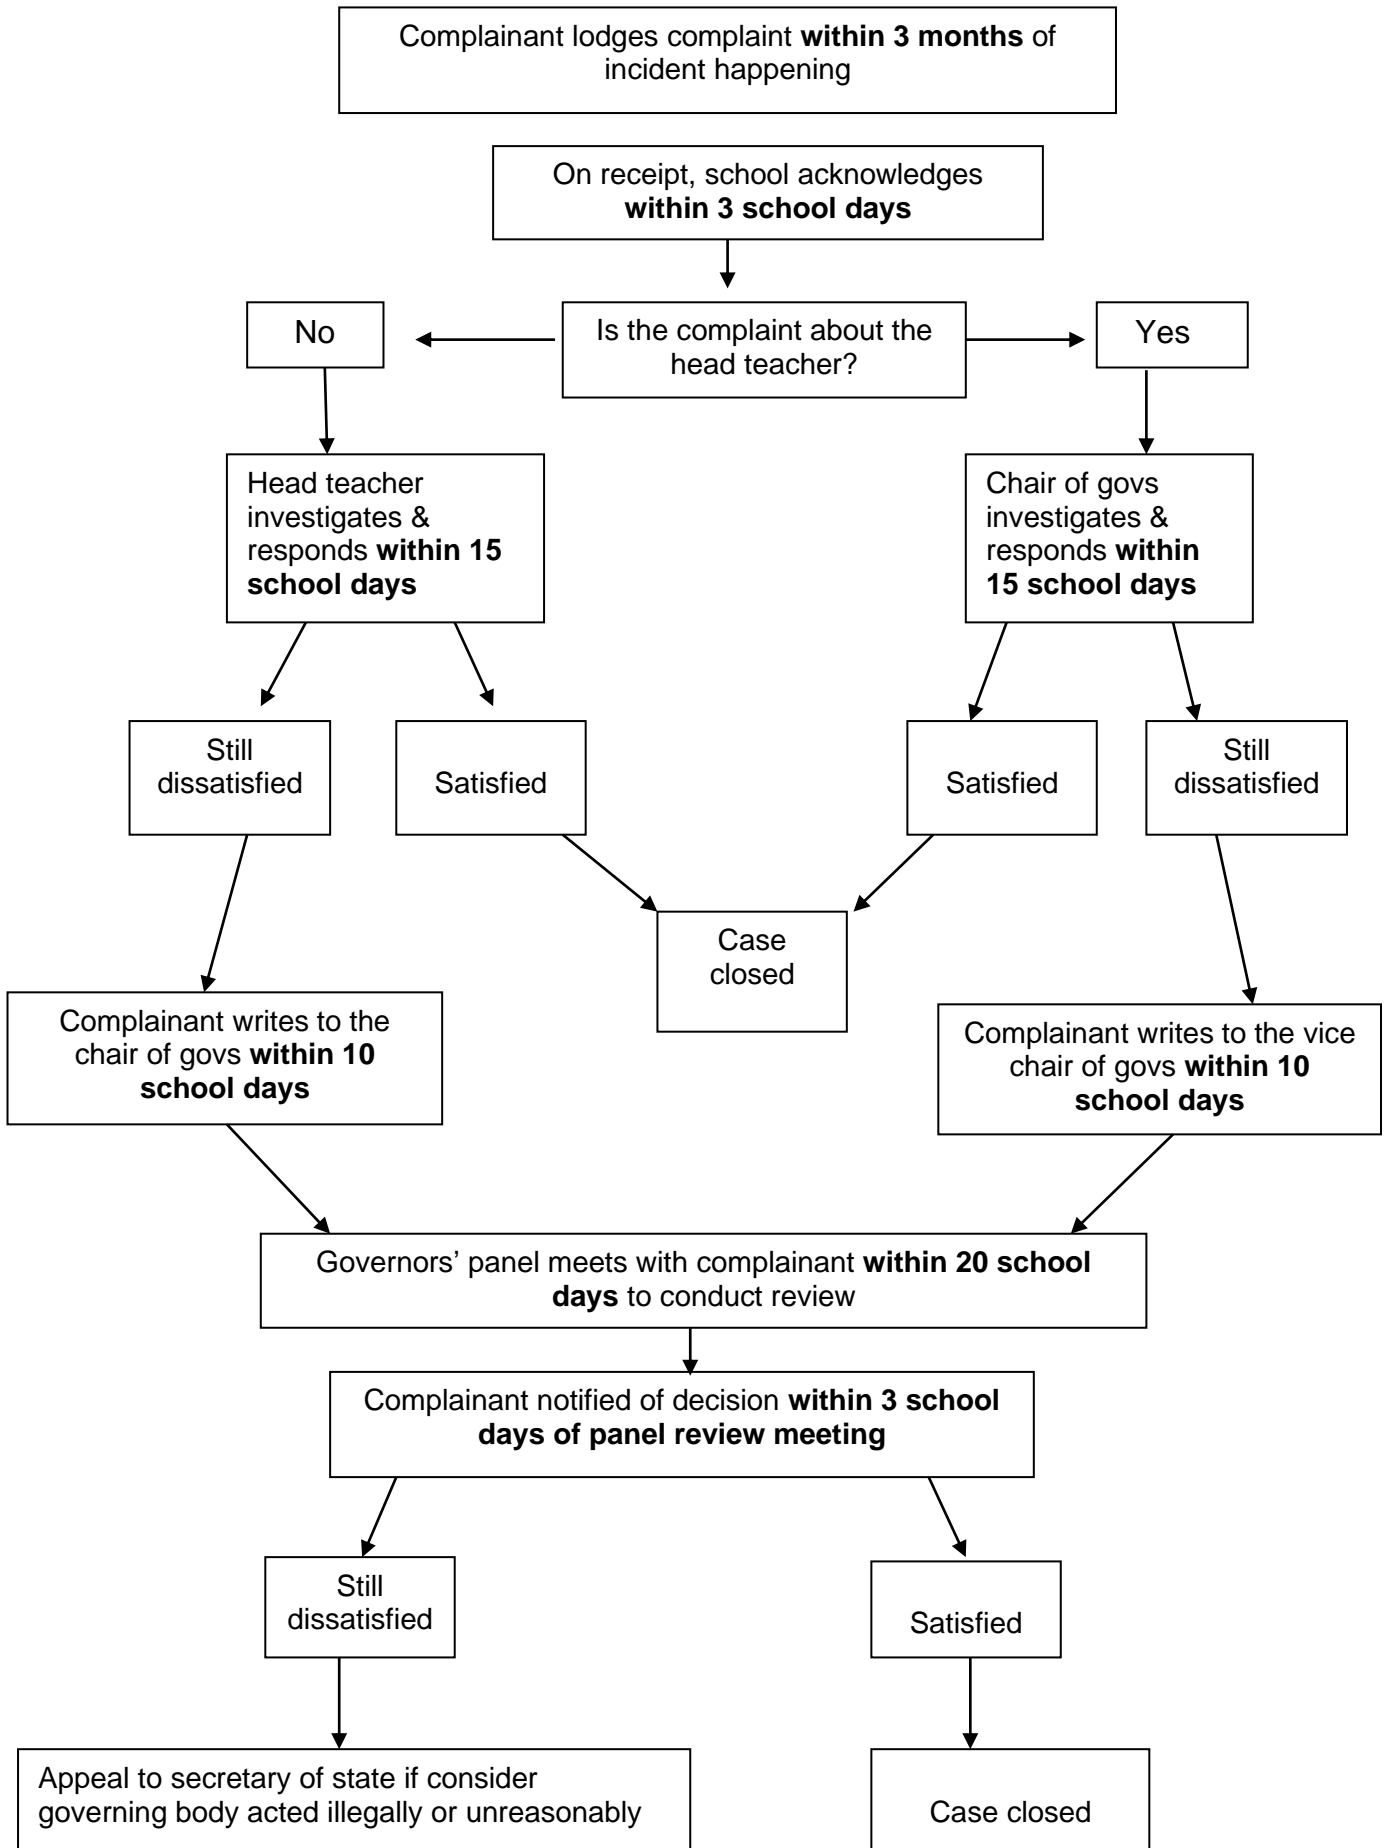 Complainant lodges complaint within 3 months of
incident happening
On receipt, school acknowledges
within 3 school days
No
Is the complaint about the
head teacher?
Yes
Head teacher
investigates &
responds within 15
school days
Chair of govs
investigates &
responds within
15 school days
Still
dissatisfied
Satisfied
Satisfied
Still
dissatisfied
Case
closed
Complainant writes to the
chair of govs within 10
school days
Complainant writes to the vice
chair of govs within 10
school days
Governors’ panel meets with complainant within 20 school
days to conduct review
Complainant notified of decision within 3 school
days of panel review meeting
Still
dissatisfied
Satisfied
Appeal to secretary of state if consider
governing body acted illegally or unreasonably
Case closed